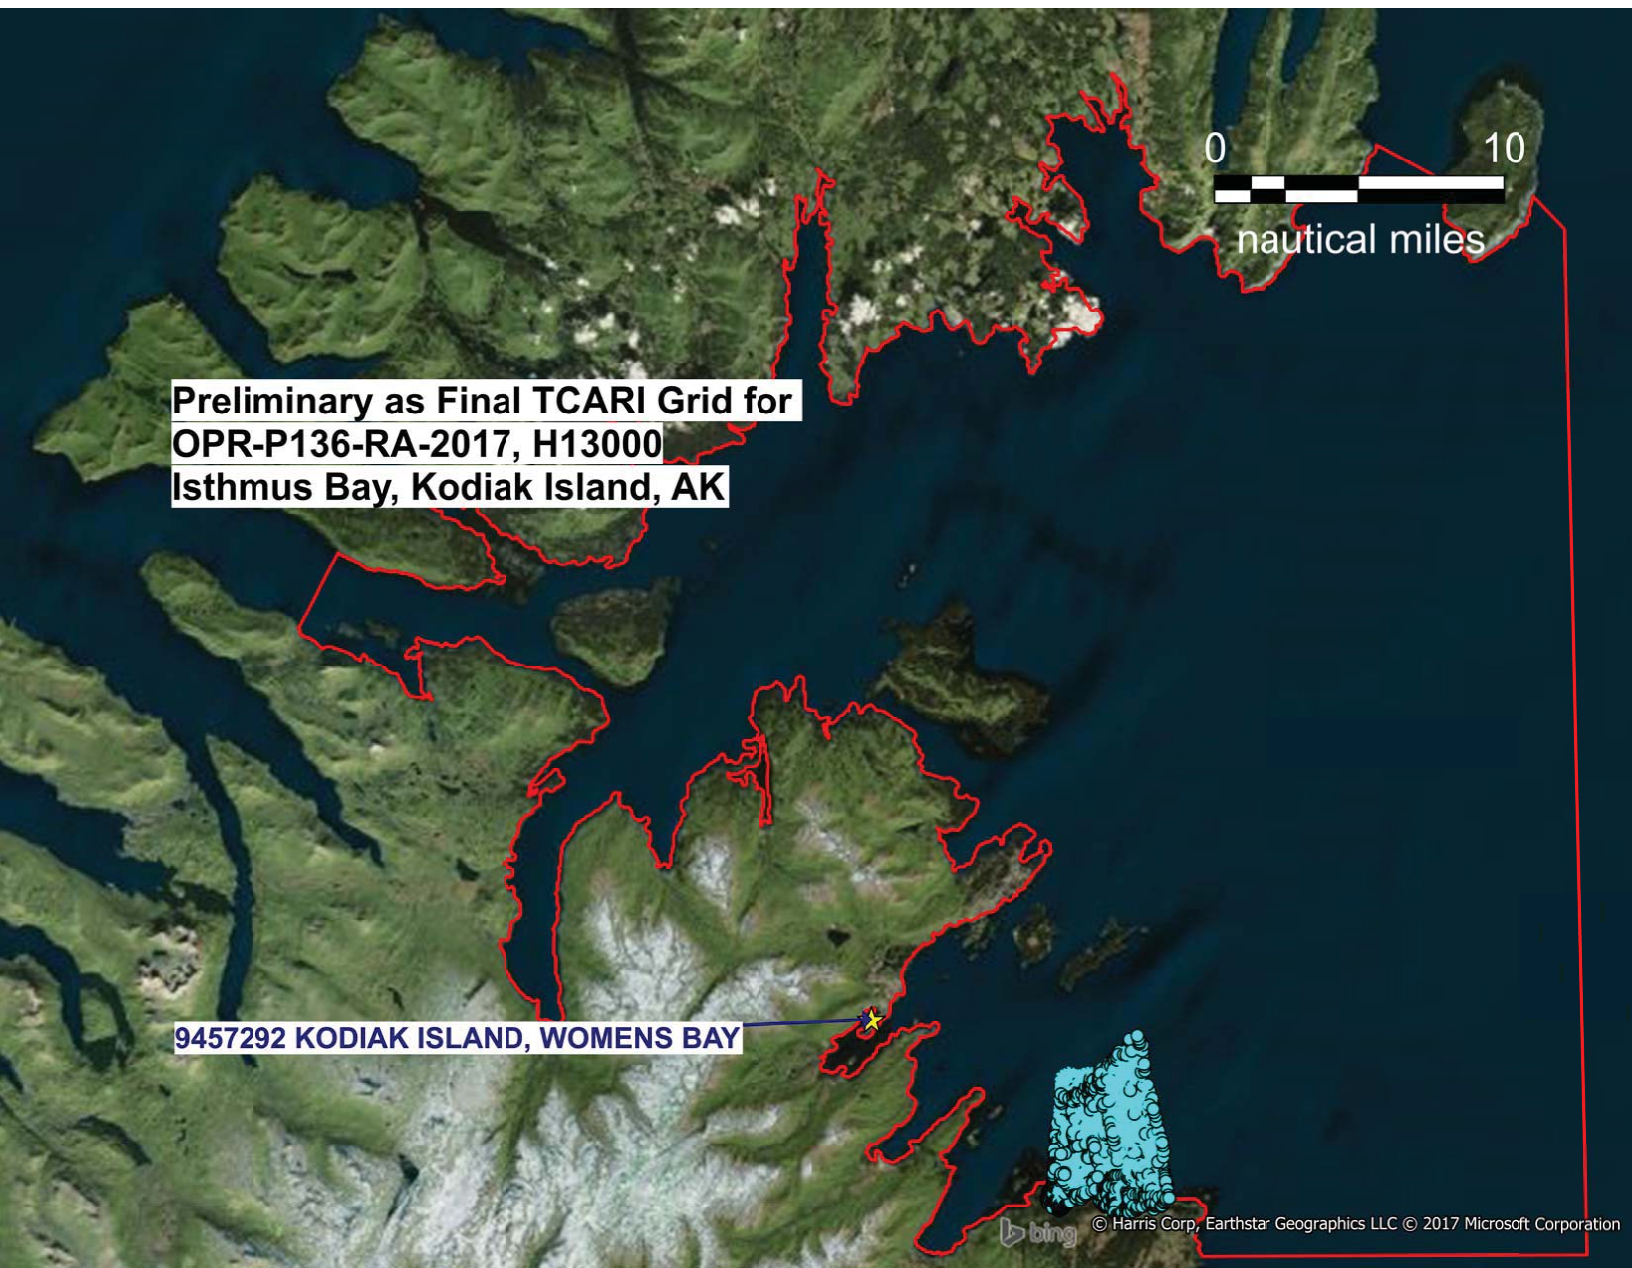 0 10
nautical miles
Preliminary as Final TCARI Grid for
OPR-P136-RA-2017, H13000
Isthmus Bay, Kodiak Island, AK
9457292 KODIAK ISLAND, WOMENS BAY
bing
© Harris Corp, Earthstar Geographics LLC © 2017 Microsoft Corporation